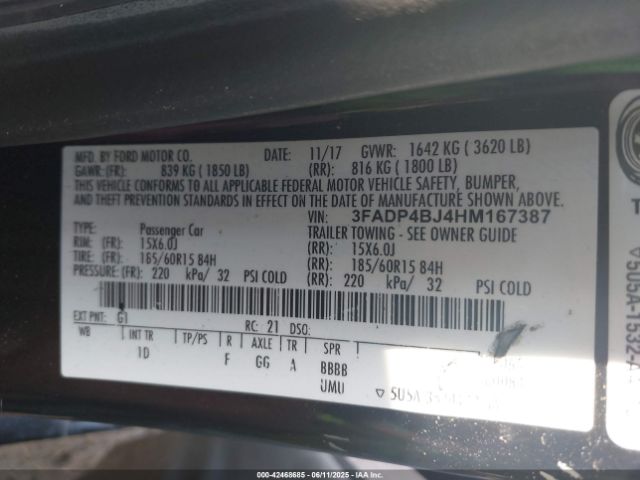 MFD. BY FORD MOTOR CO. DATE: 11/17 GVWR: 1642 KG ( 3620 LB)
GAWR: (FR): 839 KG ( 1850 LB) (RR): 816 KG ( 1800 LB)
THIS VEHICLE CONFORMS TO ALL APPLICABLE FEDERAL MOTOR VEHICLE SAFETY, BUMPER,
AND THEFT PREVENTION STANDARDS IN EFFECT ON THE DATE OF MANUFACTURE SHOWN ABOVE.
VIN: 3FADP4BJ4HM167387
Passenger Car TRAILER TOWING - SEE OWNER GUIDE
RIM: (FR): 15X6.0J (RR): 15X6.0J
TIRE: (FR): 185/60R15 84H (RR): 185/60R15 84H
PRESSURE: (FR): 220 kPa/ 32 PSI COLD (RR): 220 kPa/ 32 PSI COLD
EXT PNT: G1 RC: 21 DSO:
WB INT TR TP/PS R AXLE TR SPR
1D F GG A BBBB
UMU
5U5A
5U5A-1532
00-42468685 06/11/2025 COPYRIGHT IAA